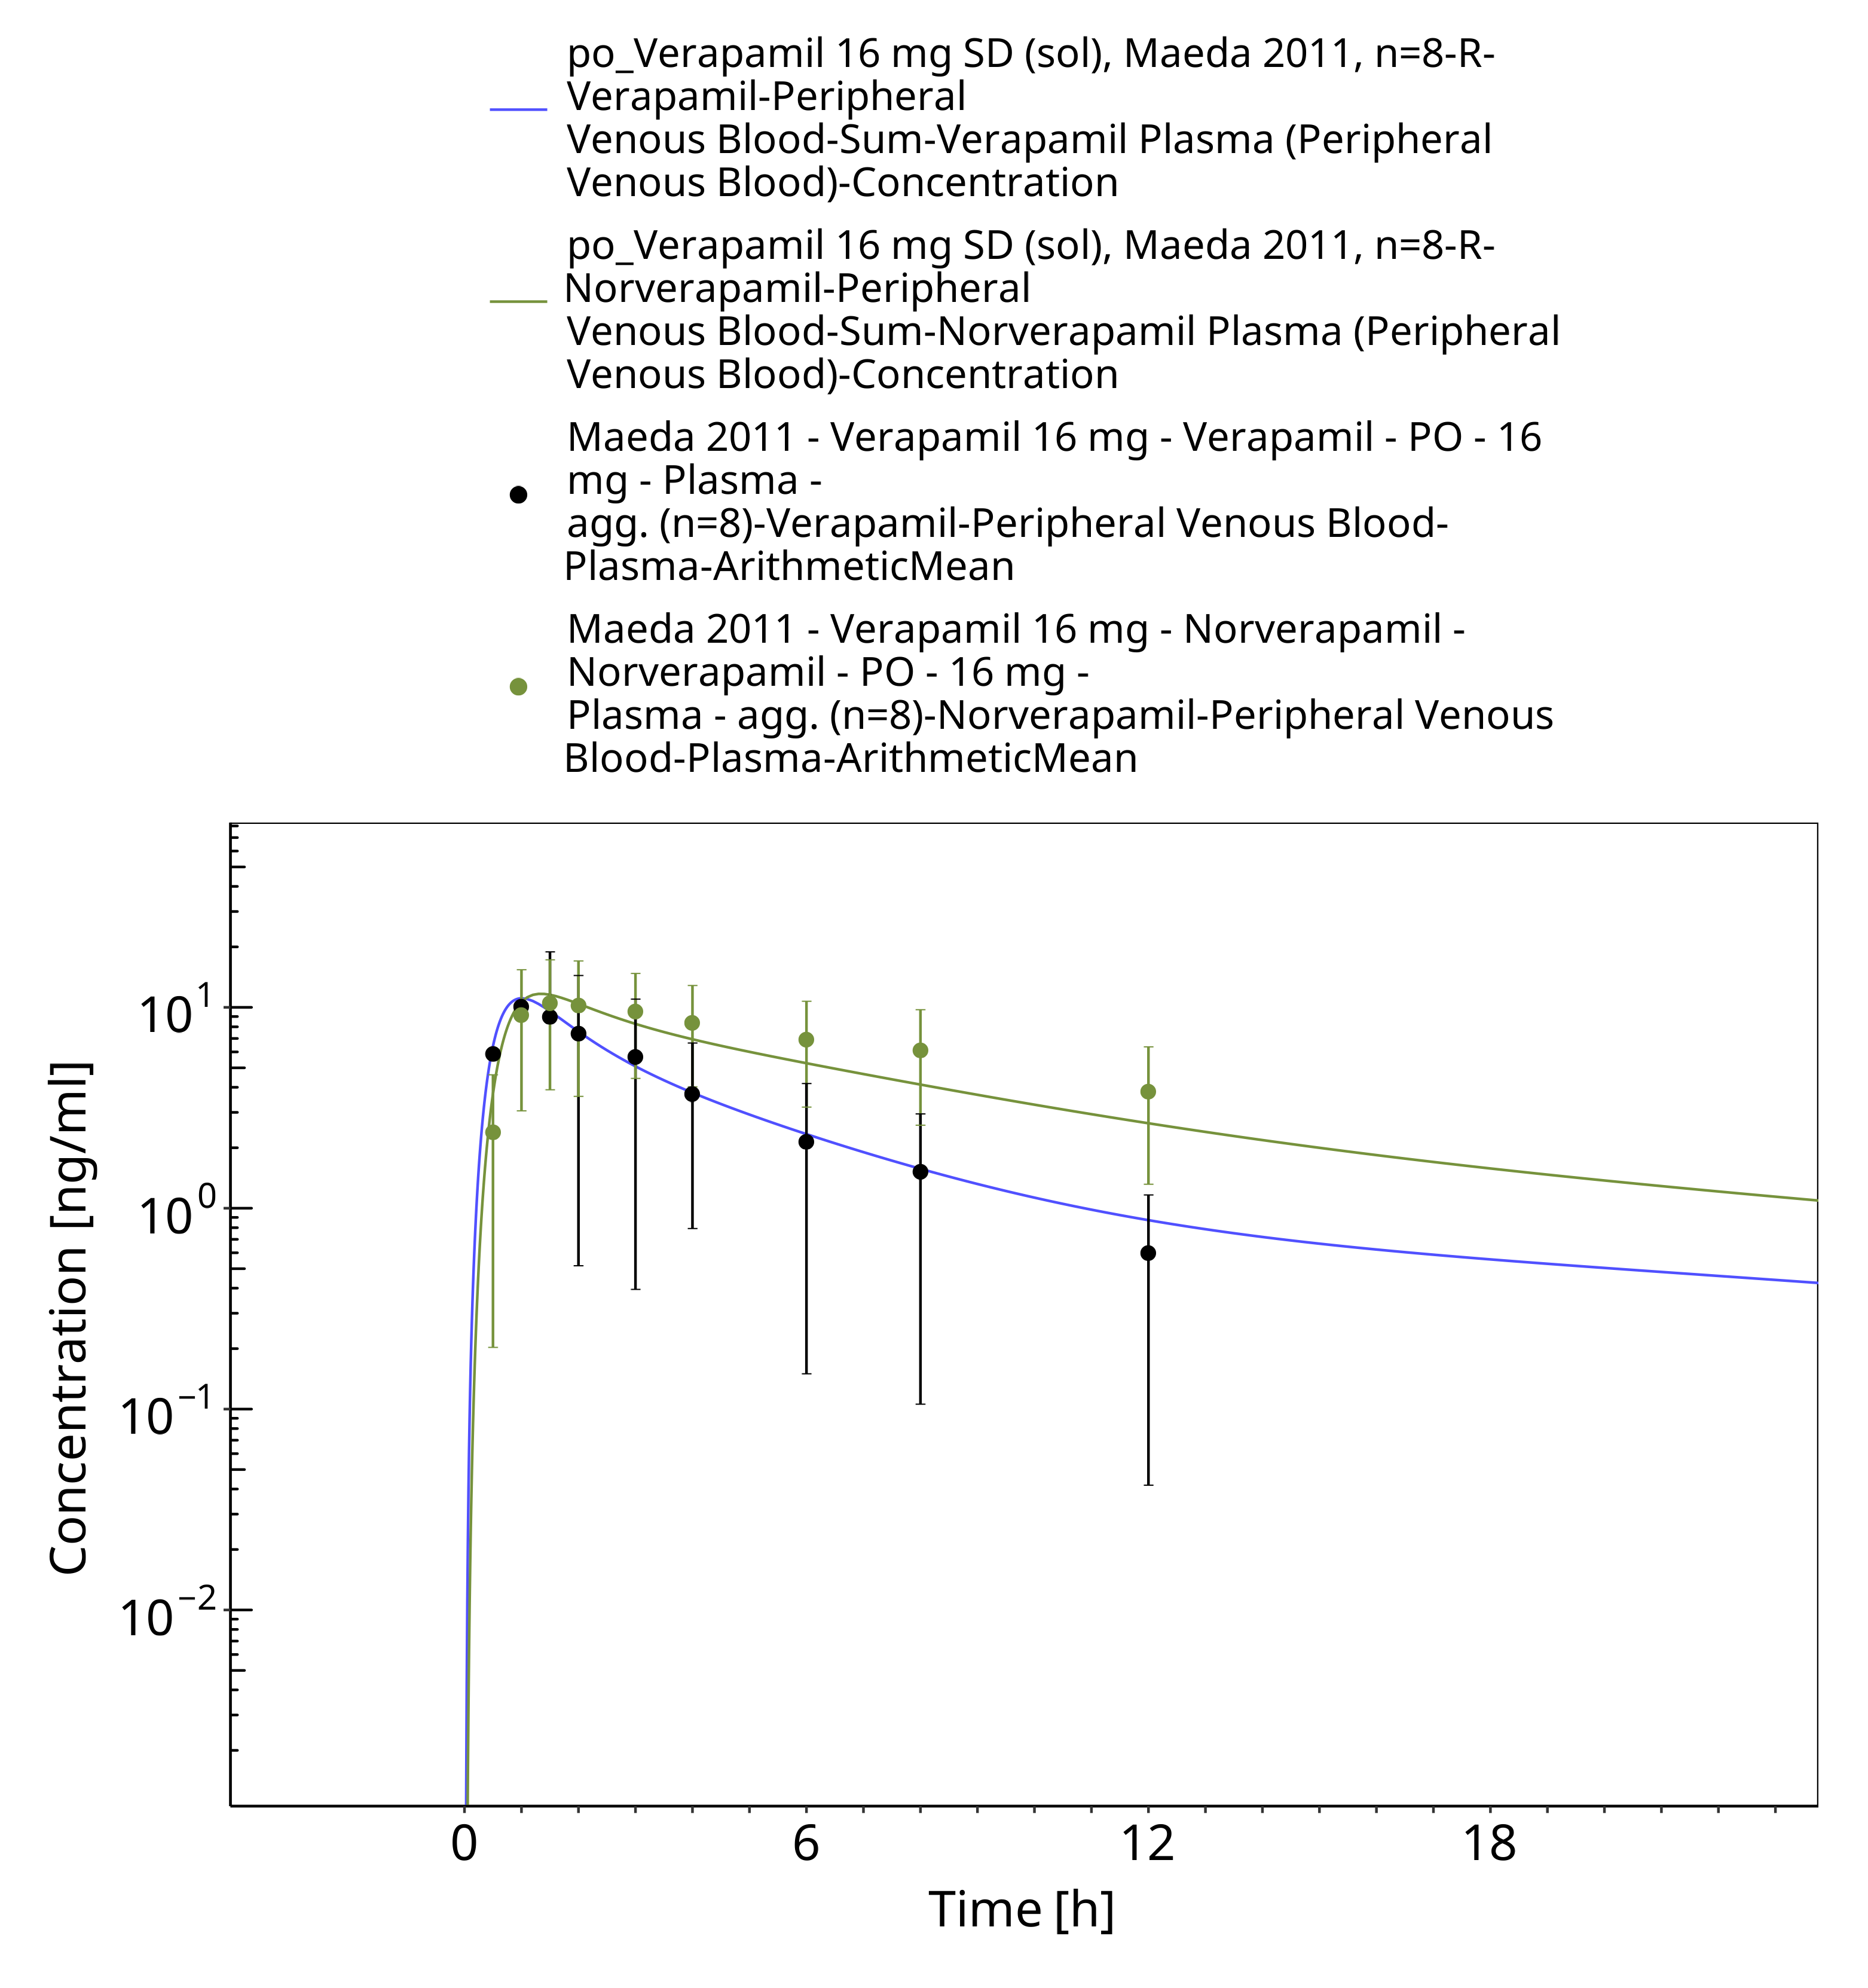 po_Verapamil 16 mg SD (sol), Maeda 2011, n=8-R-
Verapamil-Peripheral
Venous Blood-Sum-Verapamil Plasma (Peripheral
Venous Blood)-Concentration
po_Verapamil 16 mg SD (sol), Maeda 2011, n=8-R-
Norverapamil-Peripheral
Venous Blood-Sum-Norverapamil Plasma (Peripheral
Venous Blood)-Concentration
Maeda 2011 - Verapamil 16 mg - Verapamil - PO - 16
mg - Plasma -
agg. (n=8)-Verapamil-Peripheral Venous Blood-
Plasma-ArithmeticMean
Maeda 2011 - Verapamil 16 mg - Norverapamil -
Norverapamil - PO - 16 mg -
Plasma - agg. (n=8)-Norverapamil-Peripheral Venous
Blood-Plasma-ArithmeticMean
Concentration [ng/ml]
10¹
10⁰
10⁻¹
10⁻²
0 6 12 18
Time [h]